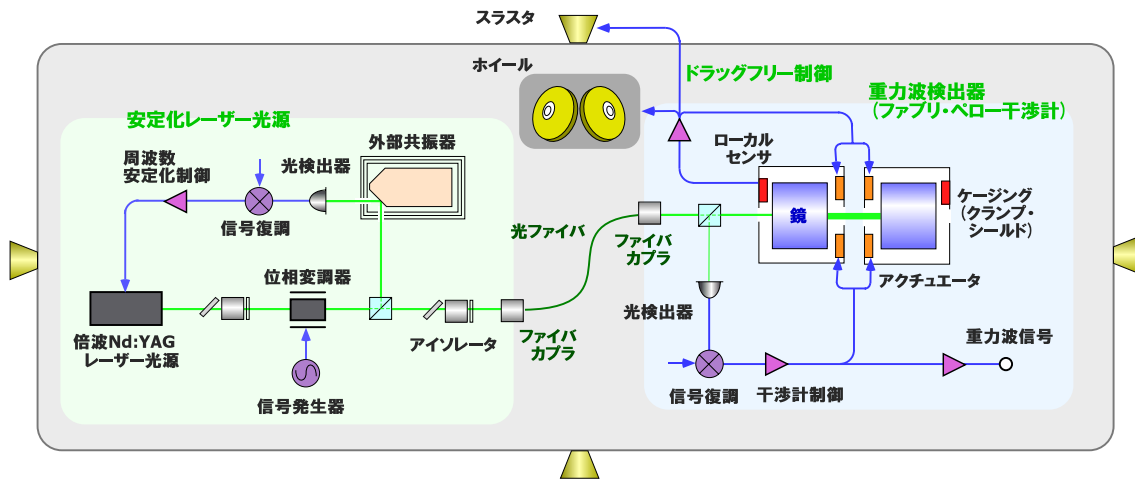 スラスタ
ホイール
ドラッグフリー制御
重力波検出器
(ファブリ・ペロー干渉計)
安定化レーザー光源
外部共振器
周波数
安定化制御
光検出器
信号復調
ローカル
センサ
鏡
ケージング
(クランプ・
シールド)
光ファイバ
ファイバ
カプラ
位相変調器
アクチュエータ
光検出器
倍波Nd:YAG
レーザー光源
アイソレータ
ファイバ
カプラ
重力波信号
信号発生器
信号復調
干渉計制御